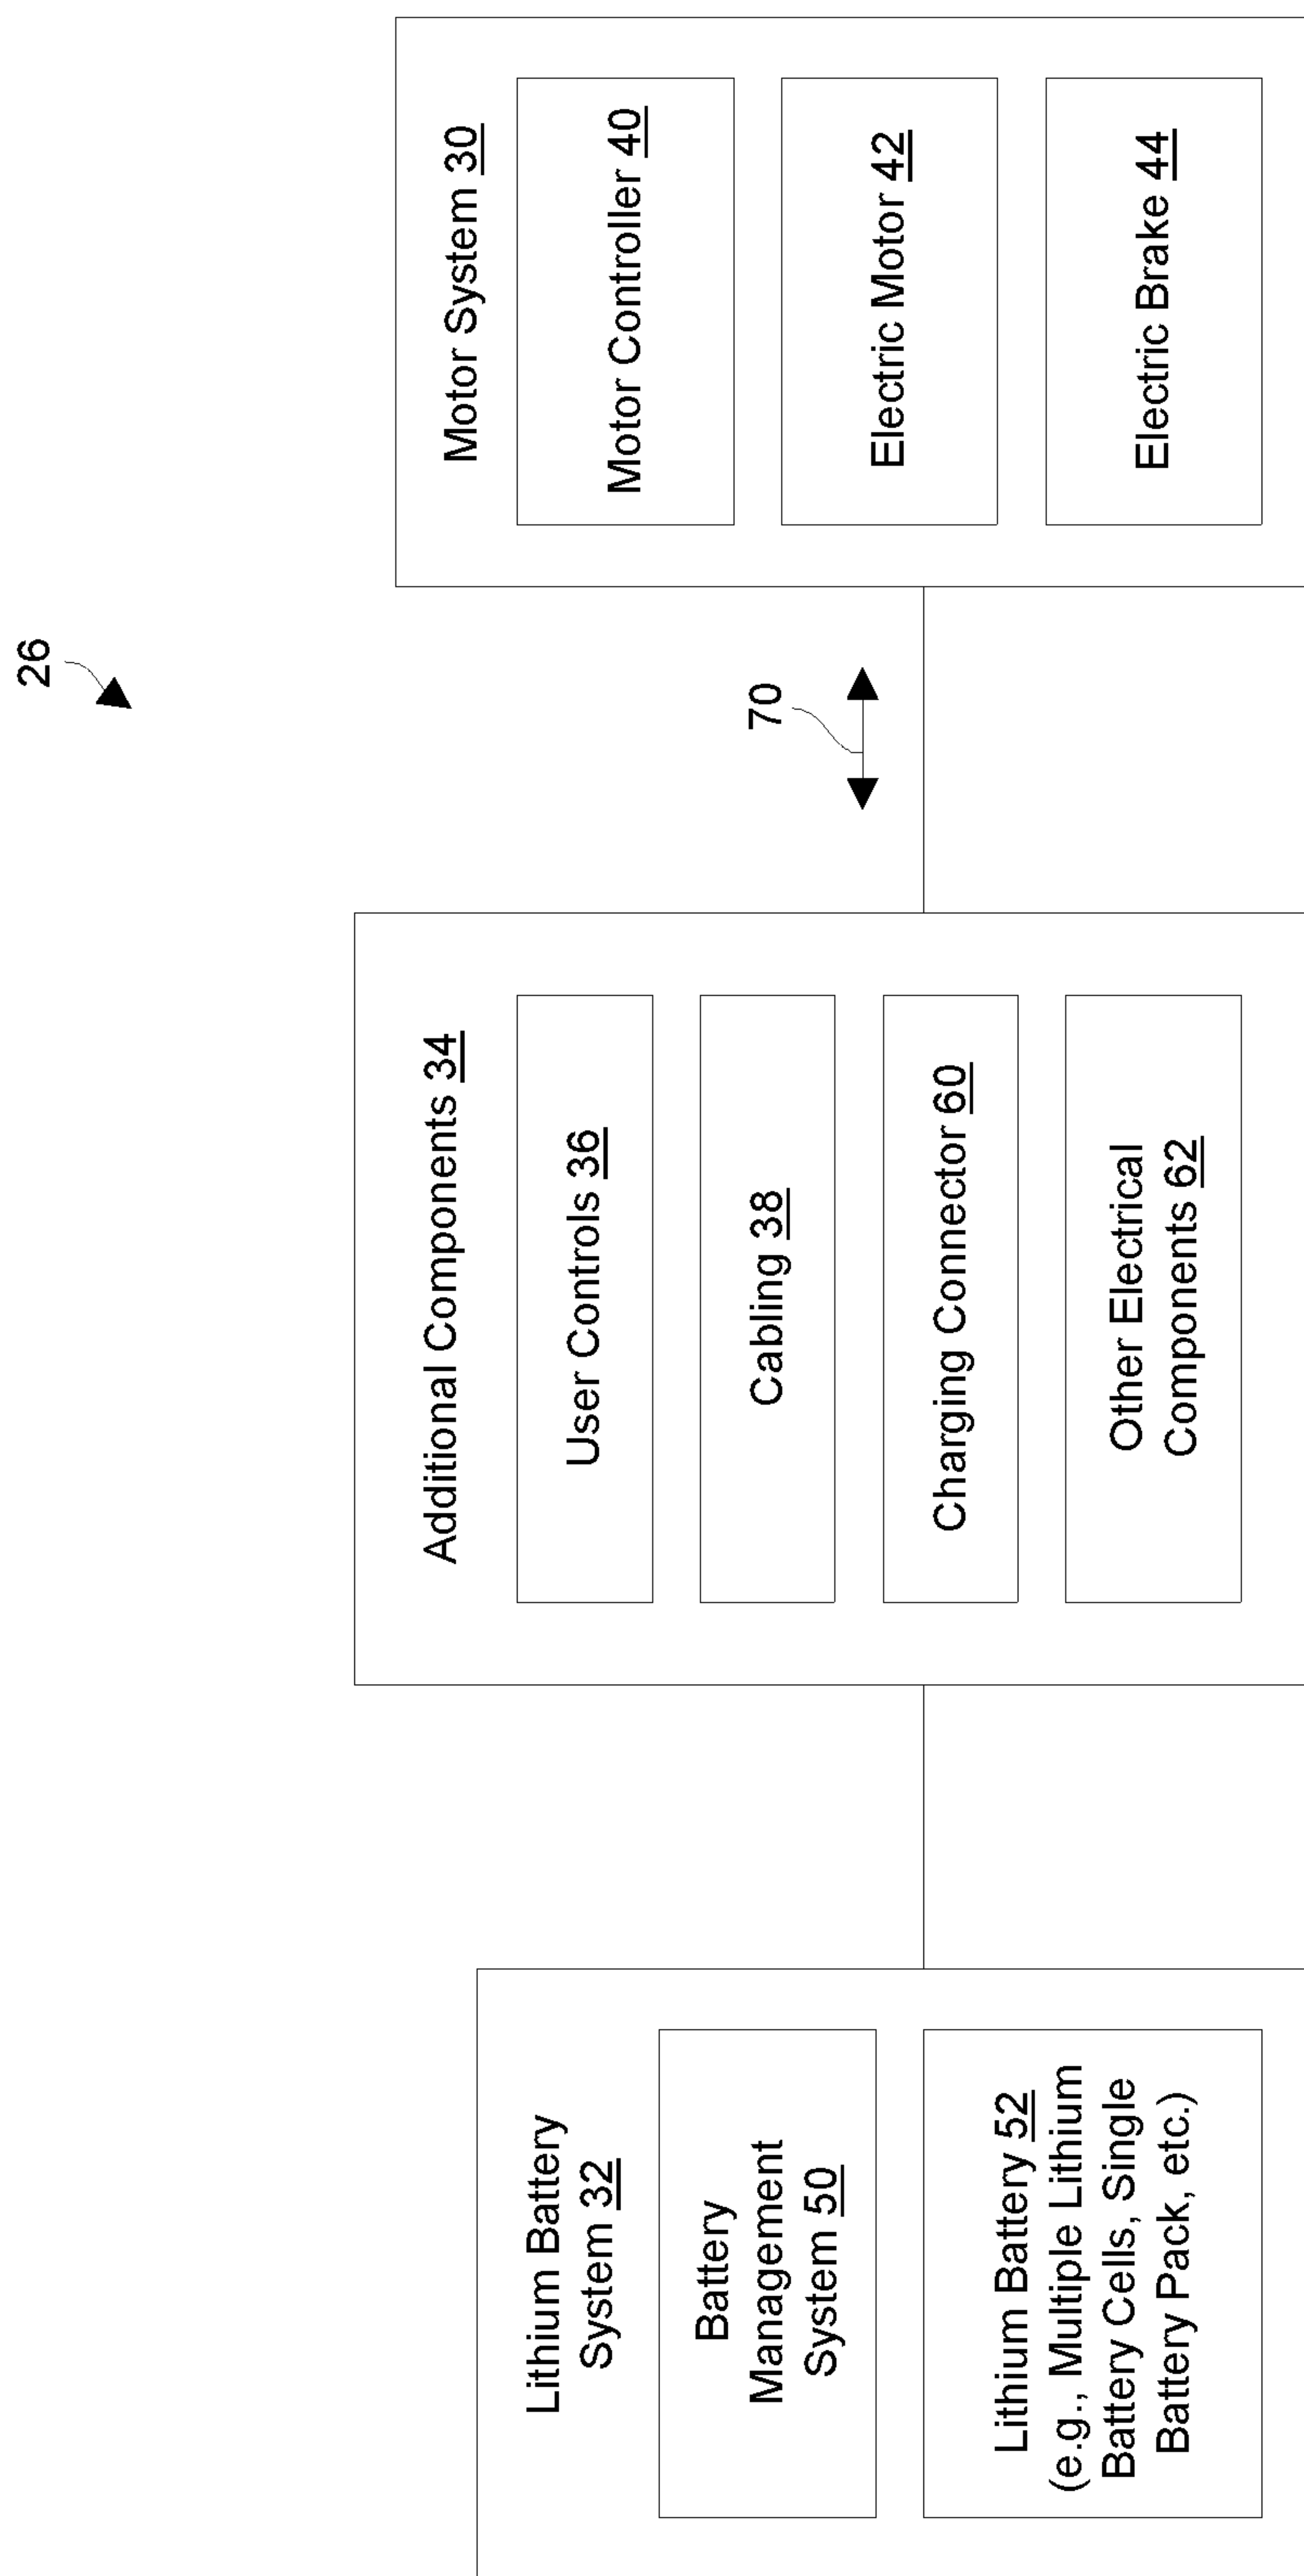 26
Lithium Battery
System 32
Battery
Management
System 50
Lithium Battery 52
(e.g., Multiple Lithium
Battery Cells, Single
Battery Pack, etc.)
Additional Components 34
User Controls 36
Cabling 38
Charging Connector 60
Other Electrical
Components 62
70
Motor System 30
Motor Controller 40
Electric Motor 42
Electric Brake 44